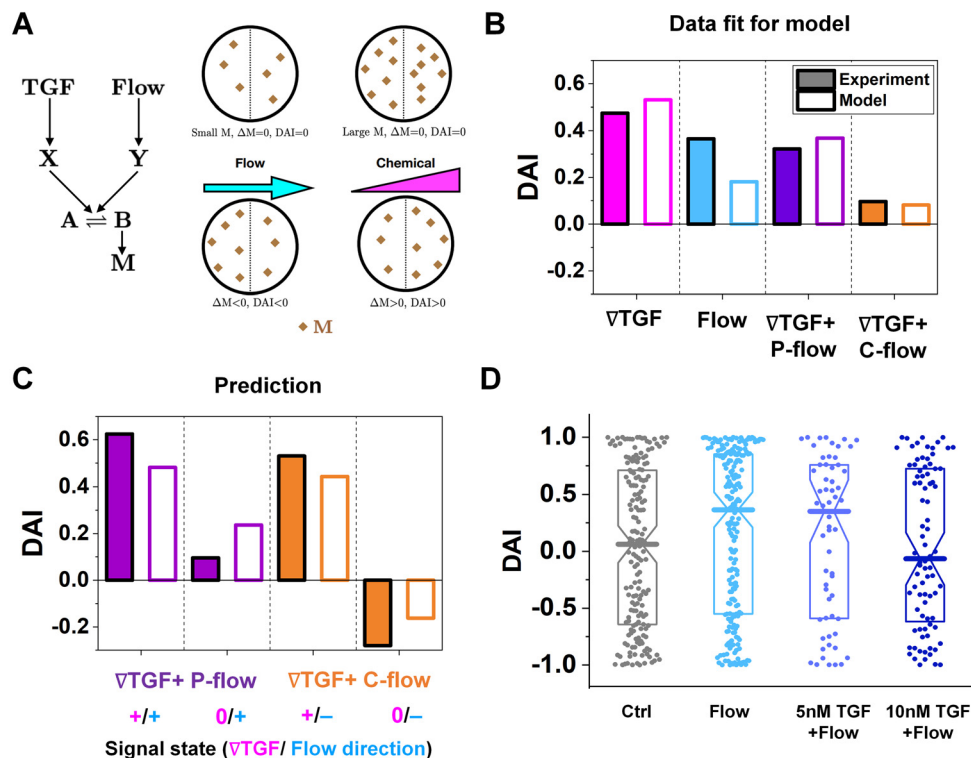 A
TGF Flow
X Y
A ⇌ B
M
Small M, ΔM=0, DAI=0
Large M, ΔM=0, DAI=0
Flow
Chemical
ΔM<0, DAI<0
ΔM>0, DAI>0
M
B
Data fit for model
Experiment
Model
DAI
0.6
0.4
0.2
0.0
-0.2
∇TGF
Flow
∇TGF+
P-flow
∇TGF+
C-flow
C
Prediction
DAI
0.6
0.4
0.2
0.0
-0.2
∇TGF+ P-flow
∇TGF+ C-flow
+/+ 0/+ +/– 0/–
Signal state (∇TGF/ Flow direction)
D
DAI
1.0
0.5
0.0
-0.5
-1.0
Ctrl
Flow
5nM TGF
+Flow
10nM TGF
+Flow